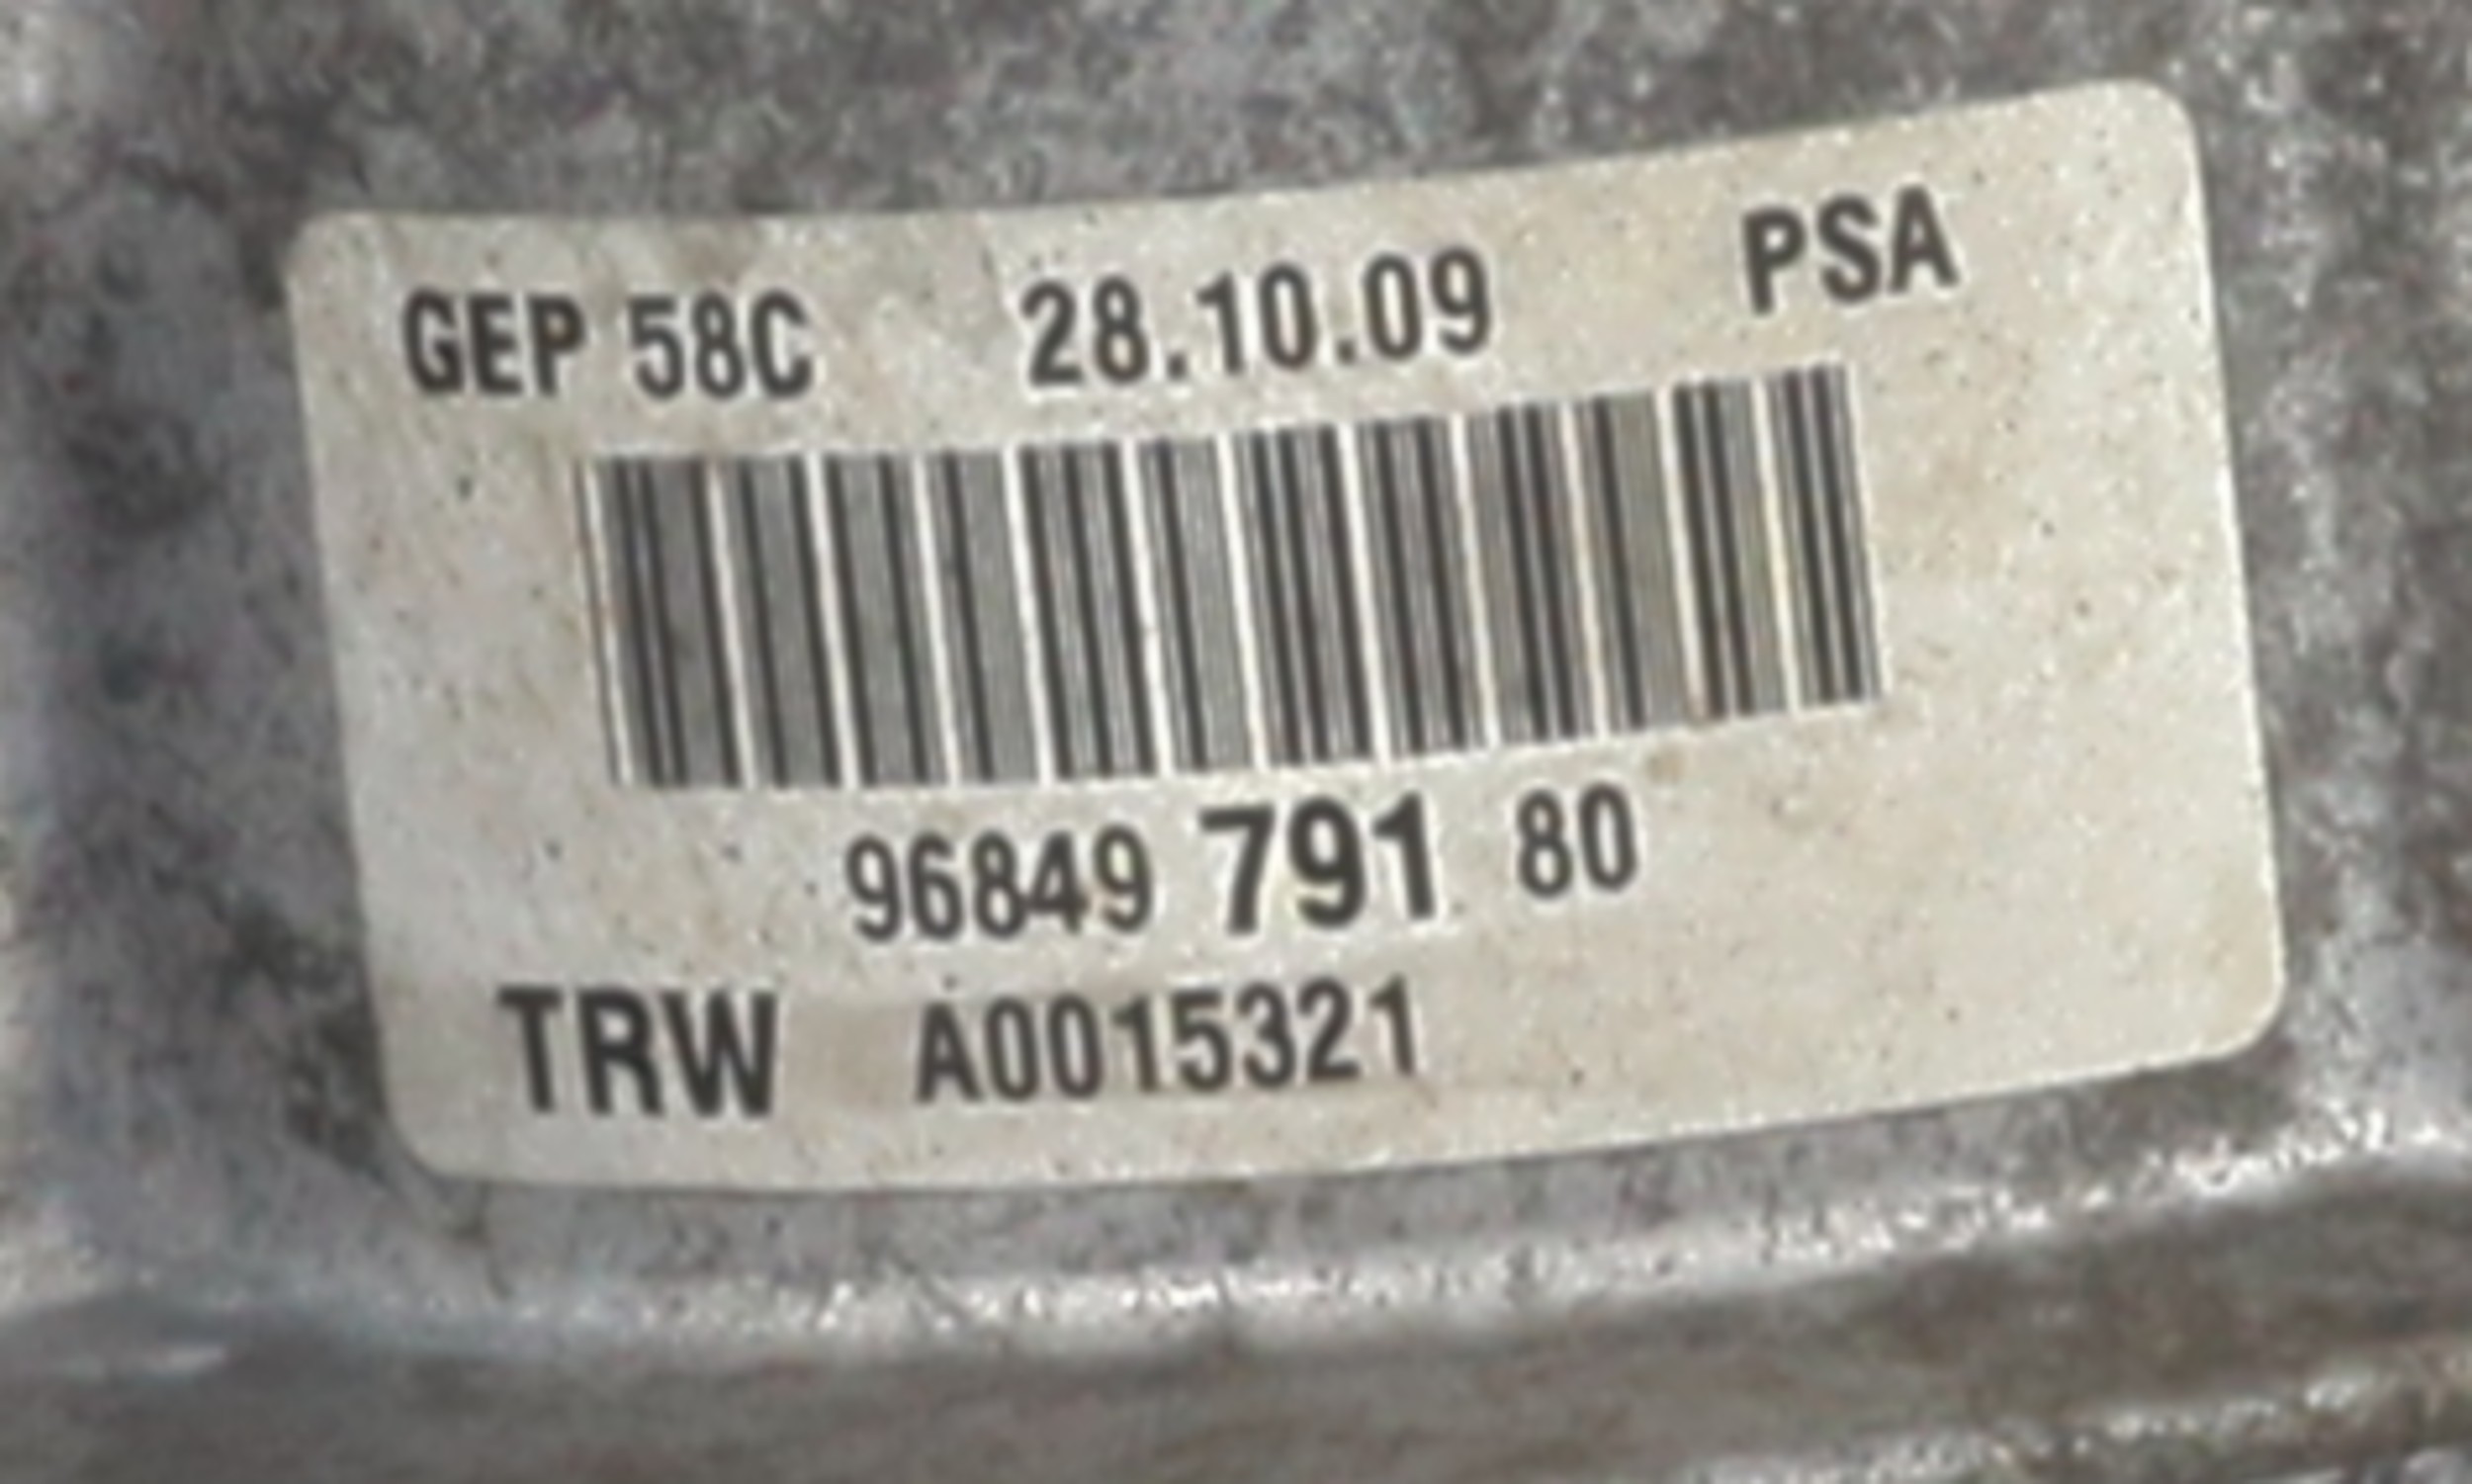 GEP 58C 28.10.09 PSA
96849 791 80
TRW A0015321